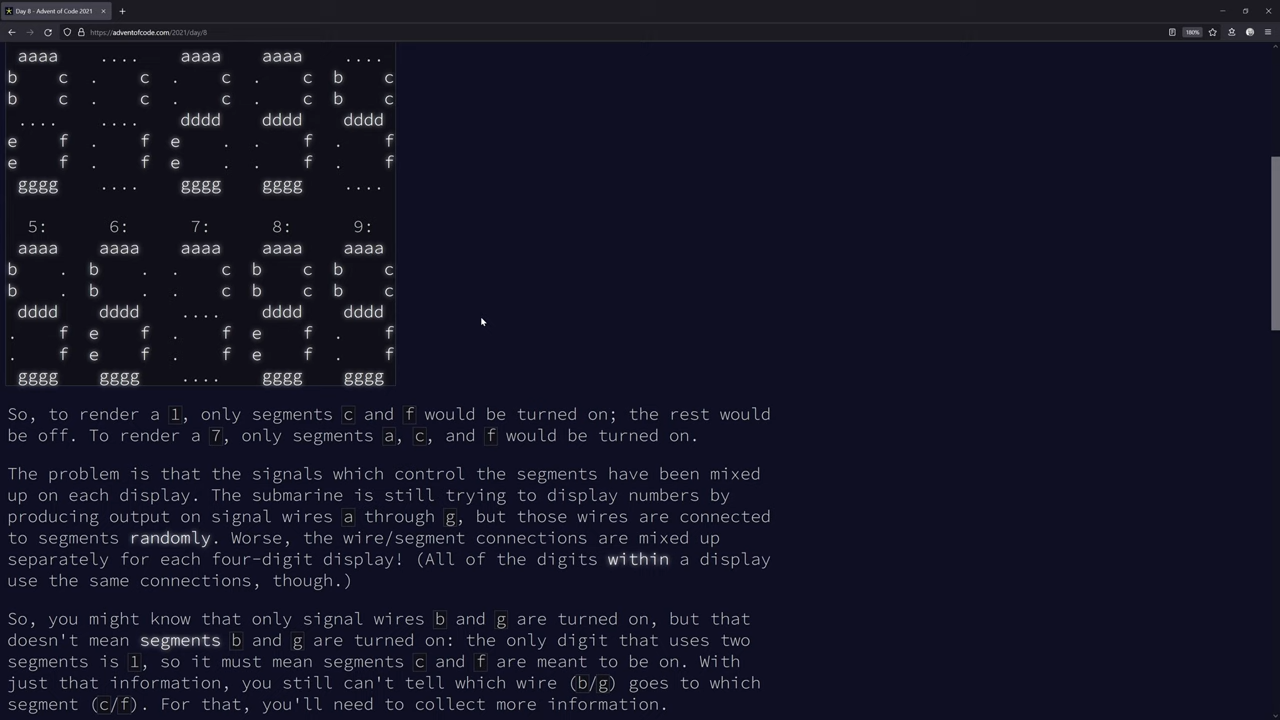 Day 8 - Advent of Code 2021
https://adventofcode.com/2021/day/8
180%
aaaa .... aaaa aaaa ....
b c . c . c . c b c
b c . c . c . c b c
.... .... dddd dddd dddd
e f . f e . . f . f
e f . f e . . f . f
gggg .... gggg gggg ....
5: 6: 7: 8: 9:
aaaa aaaa aaaa aaaa aaaa
b . b . . c b c b c
b . b . . c b c b c
dddd dddd .... dddd dddd
. f e f . f e f . f
. f e f . f e f . f
gggg gggg .... gggg gggg
So, to render a 1, only segments c and f would be turned on; the rest would
be off. To render a 7, only segments a, c, and f would be turned on.
The problem is that the signals which control the segments have been mixed
up on each display. The submarine is still trying to display numbers by
producing output on signal wires a through g, but those wires are connected
to segments randomly. Worse, the wire/segment connections are mixed up
separately for each four-digit display! (All of the digits within a display
use the same connections, though.)
So, you might know that only signal wires b and g are turned on, but that
doesn't mean segments b and g are turned on: the only digit that uses two
segments is 1, so it must mean segments c and f are meant to be on. With
just that information, you still can't tell which wire (b/g) goes to which
segment (c/f). For that, you'll need to collect more information.